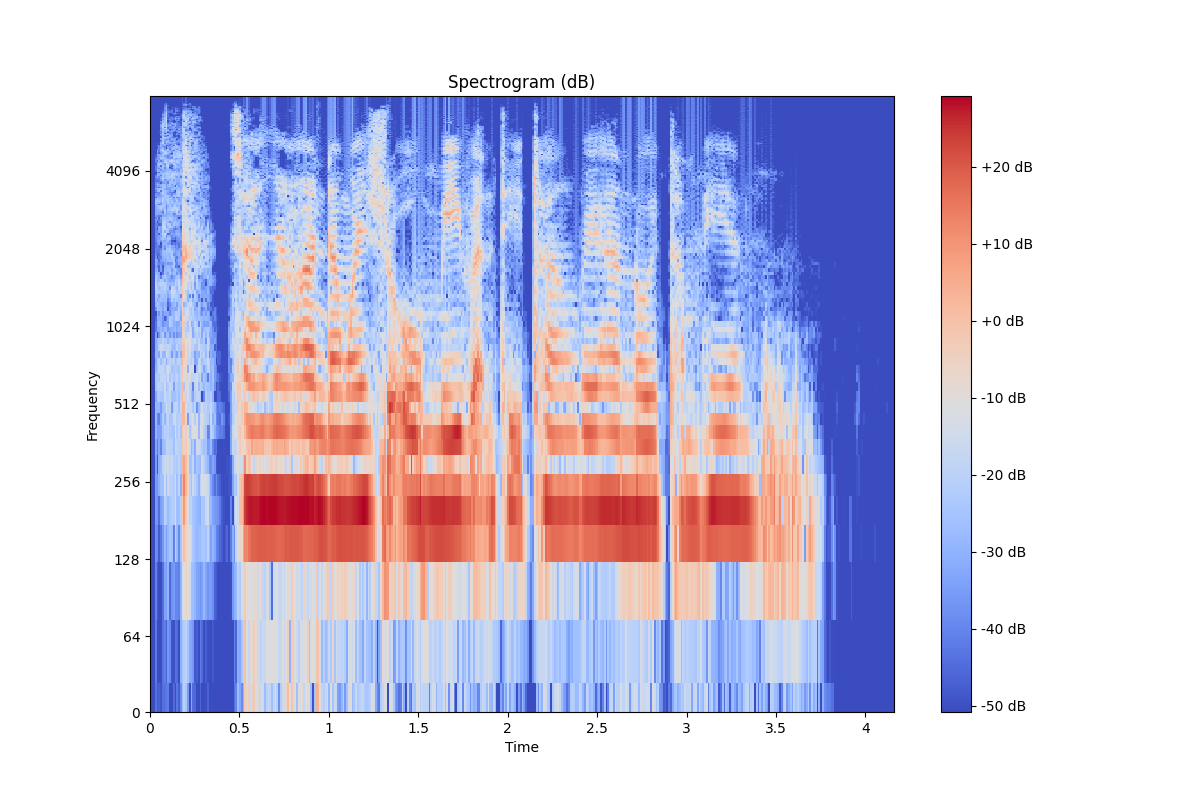 Spectrogram (dB)
Frequency
4096
2048
1024
512
256
128
64
0
0 0.5 1 1.5 2 2.5 3 3.5 4
Time
+20 dB
+10 dB
+0 dB
-10 dB
-20 dB
-30 dB
-40 dB
-50 dB